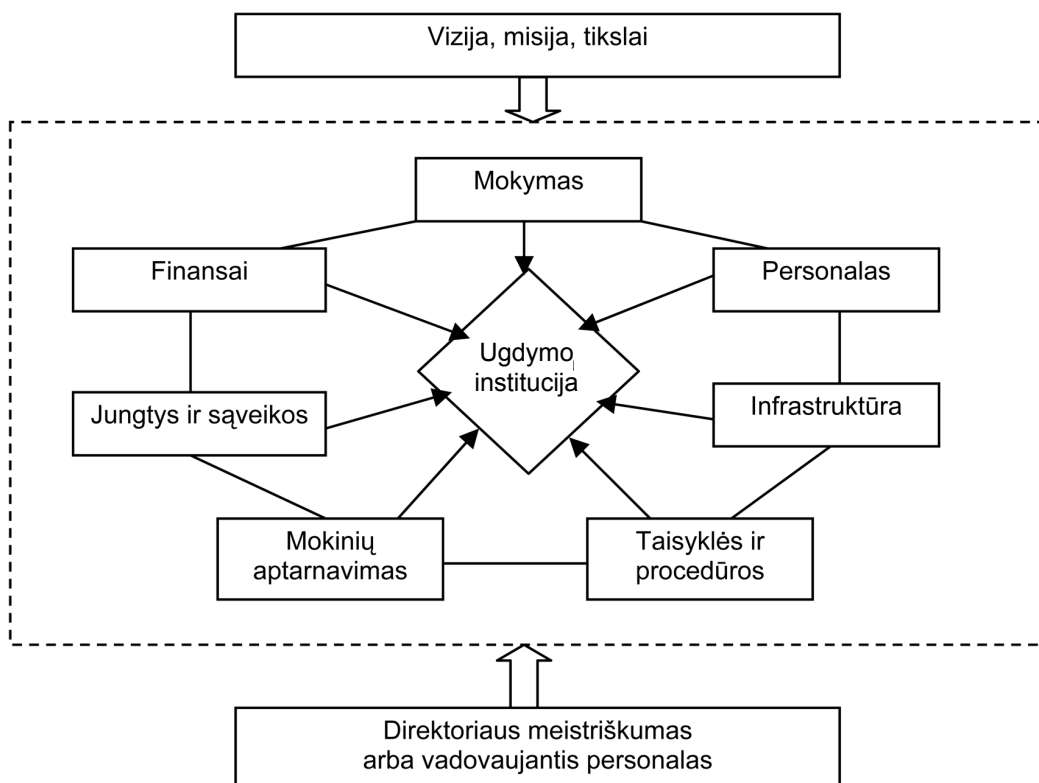 Vizija, misija, tikslai
Mokymas
Finansai
Personalas
Ugdymo
institucija
Jungtys ir sąveikos
Infrastruktūra
Mokinių
aptarnavimas
Taisyklės ir
procedūros
Direktoriaus meistriškumas
arba vadovaujantis personalas